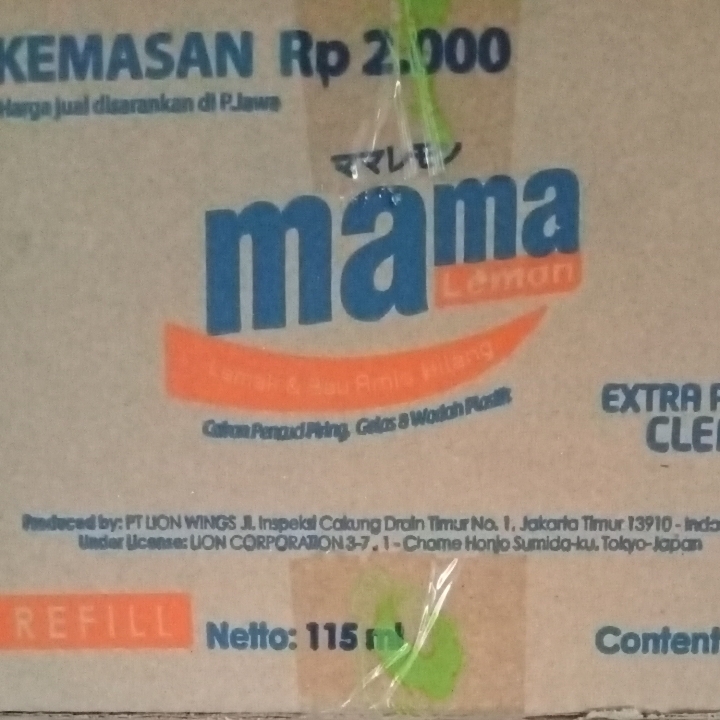 KEMASAN Rp 2.000
Harga jual disarankan di P.Jawa
ママレモン
mama
Lemon
Lemak & Bau Amis Hilang
Cairan Pencuci Piring, Gelas & Wadah Plastik
EXTRA
Produced by: PT LION WINGS Jl. Inspeksi Cakung Drain Timur No. 1, Jakarta Timur 13910 -
Under License: LION CORPORATION 3-7, 1 - Chome Honjo Sumida-ku, Tokyo-Japan
REFILL
Netto: 115 ml
Content